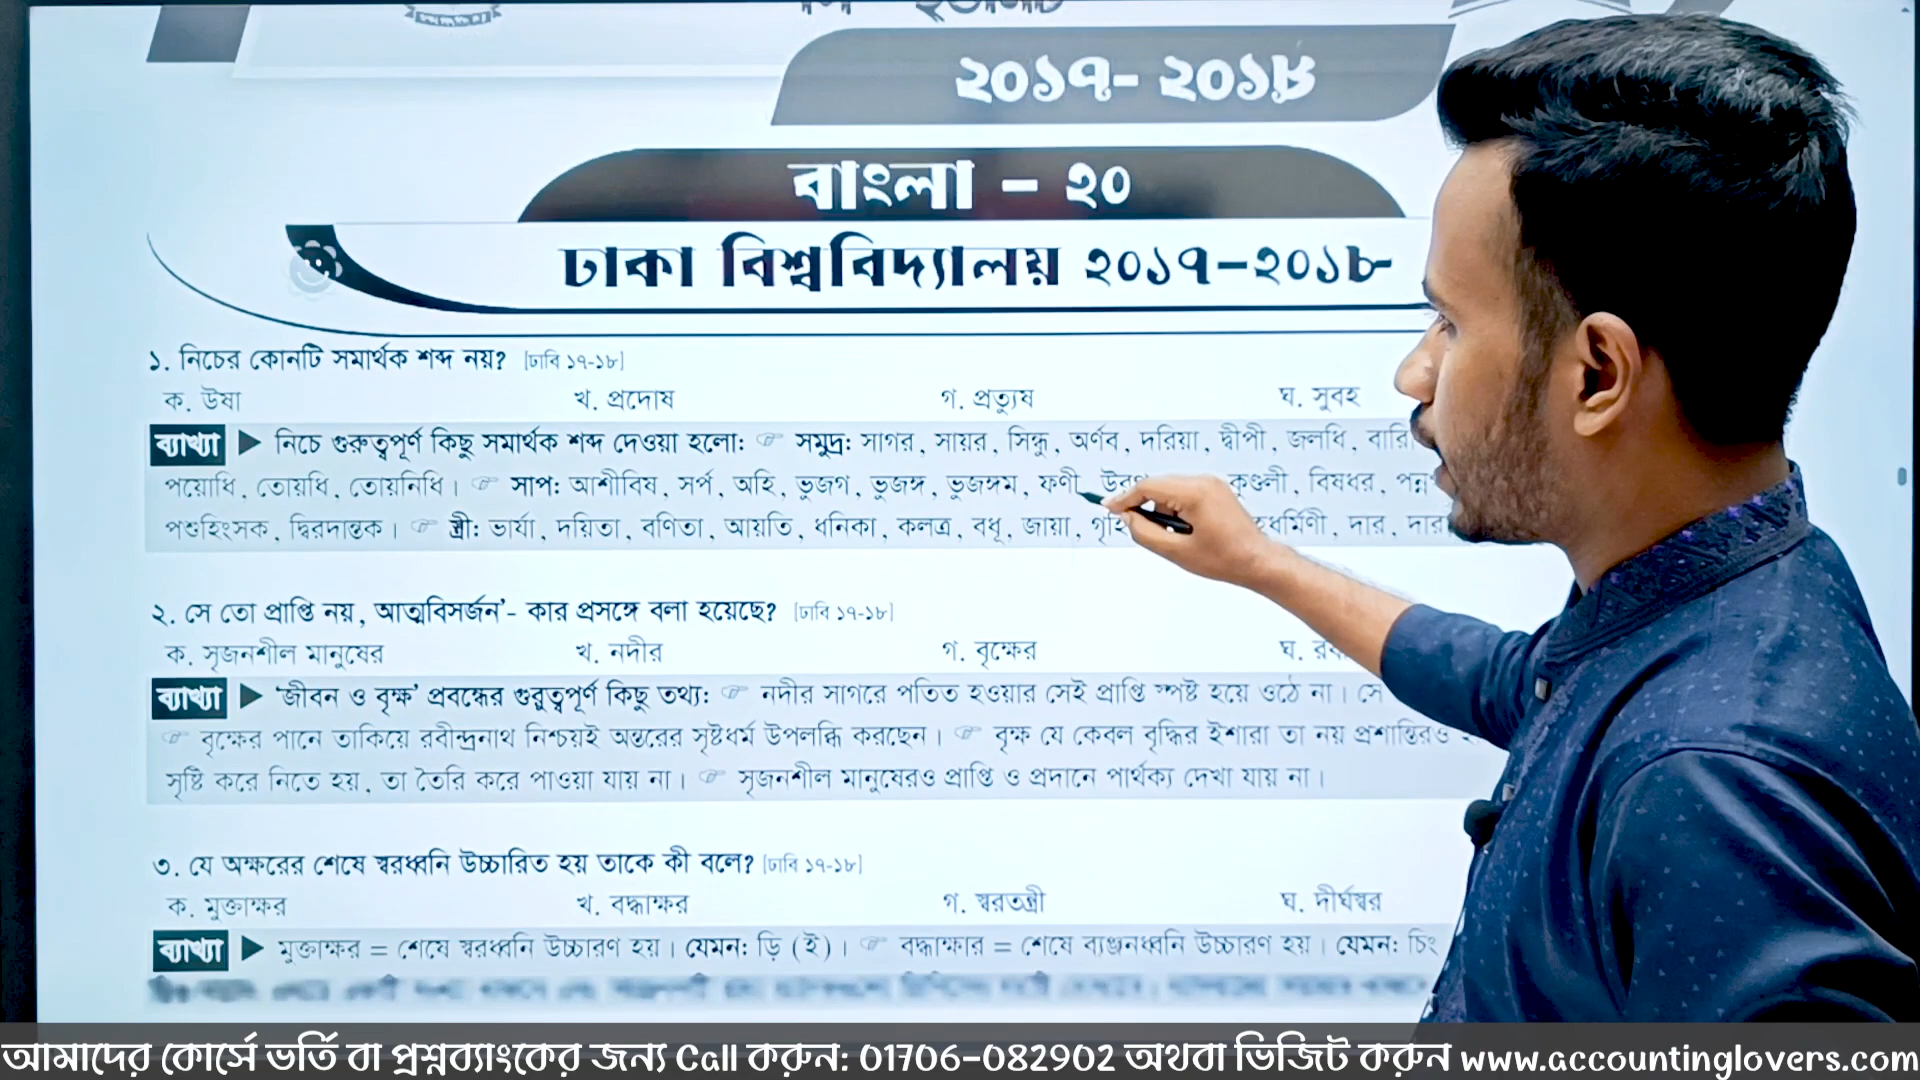 ২০১৭- ২০১৮
বাংলা – ২০
ঢাকা বিশ্ববিদ্যালয় ২০১৭–২০১৮
১. নিচের কোনটি সমার্থক শব্দ নয়? [ঢাবি ১৭-১৮]
ক. উষা খ. প্রদোষ গ. প্রত্যুষ ঘ. সুবহ
ব্যাখ্যা ▶ নিচে গুরুত্বপূর্ণ কিছু সমার্থক শব্দ দেওয়া হলো: ☞ সমুদ্র: সাগর, সায়র, সিন্ধু, অর্ণব, দরিয়া, দ্বীপী, জলধি, বারি
পয়োধি, তোয়ধি, তোয়নিধি। ☞ সাপ: আশীবিষ, সর্প, অহি, ভুজগ, ভুজঙ্গ, ভুজঙ্গম, ফণী, কুণ্ডলী, বিষধর,
পশুহিংসক, দ্বিরদান্তক। ☞ স্ত্রী: ভার্যা, দয়িতা, বণিতা, আয়তি, ধনিকা, কলত্র, বধূ, জায়া, ধর্মিণী, দার,
২. সে তো প্রাপ্তি নয়, আত্মবিসর্জন’- কার প্রসঙ্গে বলা হয়েছে? [ঢাবি ১৭-১৮]
ক. সৃজনশীল মানুষের খ. নদীর গ. বৃক্ষের ঘ.
ব্যাখ্যা ▶ ‘জীবন ও বৃক্ষ’ প্রবন্ধের গুরুত্বপূর্ণ কিছু তথ্য: ☞ নদীর সাগরে পতিত হওয়ার সেই প্রাপ্তি স্পষ্ট হয়ে ওঠে না। সে
☞ বৃক্ষের পানে তাকিয়ে রবীন্দ্রনাথ নিশ্চয়ই অন্তরের সৃষ্টধর্ম উপলব্ধি করছেন। ☞ বৃক্ষ যে কেবল বৃদ্ধির ইশারা তা নয় প্রশান্তিরও
সৃষ্টি করে নিতে হয়, তা তৈরি করে পাওয়া যায় না। ☞ সৃজনশীল মানুষেরও প্রাপ্তি ও প্রদানে পার্থক্য দেখা যায় না।
৩. যে অক্ষরের শেষে স্বরধ্বনি উচ্চারিত হয় তাকে কী বলে? [ঢাবি ১৭-১৮]
ক. মুক্তাক্ষর খ. বদ্ধাক্ষর গ. স্বরতন্ত্রী ঘ. দীর্ঘস্বর
ব্যাখ্যা ▶ মুক্তাক্ষর = শেষে স্বরধ্বনি উচ্চারণ হয়। যেমন: ড়ি (ই)। ☞ বদ্ধাক্ষার = শেষে ব্যঞ্জনধ্বনি উচ্চারণ হয়। যেমন: চিং
আমাদের কোর্সে ভর্তি বা প্রশ্নব্যাংকের জন্য Call করুন: 01706-082902 অথবা ভিজিট করুন www.accountinglovers.com